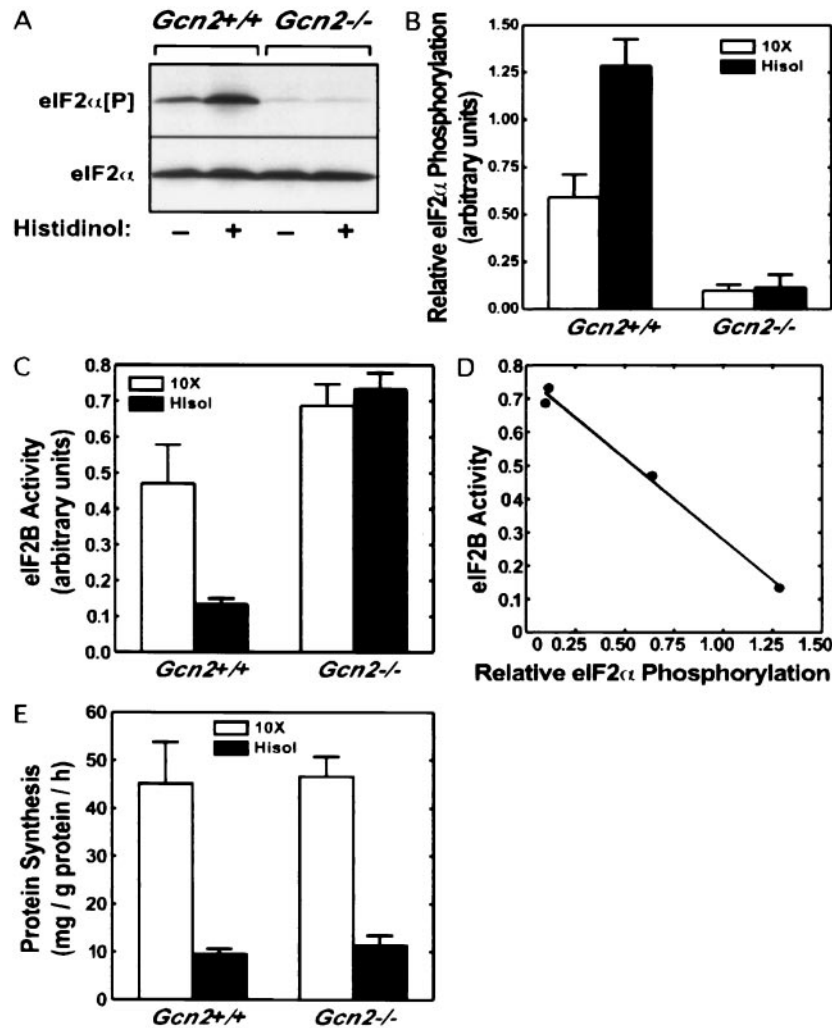 A
Gcn2+/+ Gcn2-/-
eIF2α[P]
eIF2α
Histidinol: – + – +
B
Relative eIF2α Phosphorylation
(arbitrary units)
1.50
1.25
1.00
0.75
0.50
0.25
0.00
10X
Hisol
Gcn2+/+ Gcn2-/-
C
eIF2B Activity
(arbitrary units)
0.8
0.7
0.6
0.5
0.4
0.3
0.2
0.1
0.0
10X
Hisol
Gcn2+/+ Gcn2-/-
D
eIF2B Activity
0.8
0.7
0.6
0.5
0.4
0.3
0.2
0.1
0
0 0.25 0.50 0.75 1.00 1.25 1.50
Relative eIF2α Phosphorylation
E
Protein Synthesis
(mg / g protein / h)
60
50
40
30
20
10
0
10X
Hisol
Gcn2+/+ Gcn2-/-